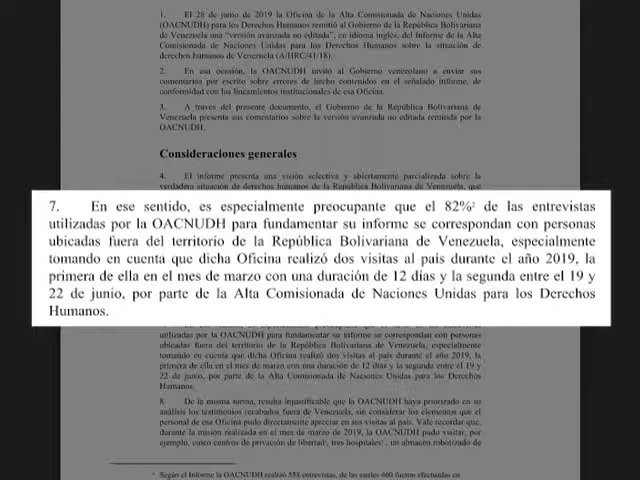 1. El 28 de junio de 2019 la Oficina de la Alta Comisionada de Naciones Unidas
(OACNUDH) para los Derechos Humanos remitió al Gobierno de la República Bolivariana
de Venezuela una "versión avanzada no editada", en idioma inglés, del Informe de la Alta
Comisionada de Naciones Unidas para los Derechos Humanos sobre la situación de
derechos humanos de Venezuela (A/HRC/41/18).
2. En esa ocasión, la OACNUDH invitó al Gobierno venezolano a enviar sus
comentarios por escrito sobre errores de hecho contenidos en el señalado informe, de
conformidad con los lineamientos institucionales de esa Oficina.
3. A través del presente documento, el Gobierno de la República Bolivariana de
Venezuela presenta sus comentarios sobre la versión avanzada no editada remitida por la
OACNUDH.
Consideraciones generales
4. El informe presenta una visión selectiva y abiertamente parcializada sobre la
verdadera situación de derechos humanos de la República Bolivariana de Venezuela, que
7. En ese sentido, es especialmente preocupante que el 82%² de las entrevistas
utilizadas por la OACNUDH para fundamentar su informe se correspondan con personas
ubicadas fuera del territorio de la República Bolivariana de Venezuela, especialmente
tomando en cuenta que dicha Oficina realizó dos visitas al país durante el año 2019, la
primera de ella en el mes de marzo con una duración de 12 días y la segunda entre el 19 y
22 de junio, por parte de la Alta Comisionada de Naciones Unidas para los Derechos
Humanos.
utilizadas por la OACNUDH para fundamentar su informe se correspondan con personas
ubicadas fuera del territorio de la República Bolivariana de Venezuela, especialmente
tomando en cuenta que dicha Oficina realizó dos visitas al país durante el año 2019, la
primera de ella en el mes de marzo con una duración de 12 días y la segunda entre el 19 y
22 de junio, por parte de la Alta Comisionada de Naciones Unidas para los Derechos
Humanos.
8. De la misma forma, resulta injustificable que la OACNUDH haya priorizado en su
análisis los testimonios recabados fuera de Venezuela, sin considerar los elementos que el
personal de esa Oficina pudo directamente apreciar en sus visitas al país. Vale recordar que,
durante la misión realizada en el mes de marzo de 2019, la OACNUDH pudo visitar, por
ejemplo, cinco centros de privación de libertad, tres hospitales, un almacén robotizado de
Según el Informe la OACNUDH realizó 558 entrevistas, de las cuales 460 fueron efectuadas en